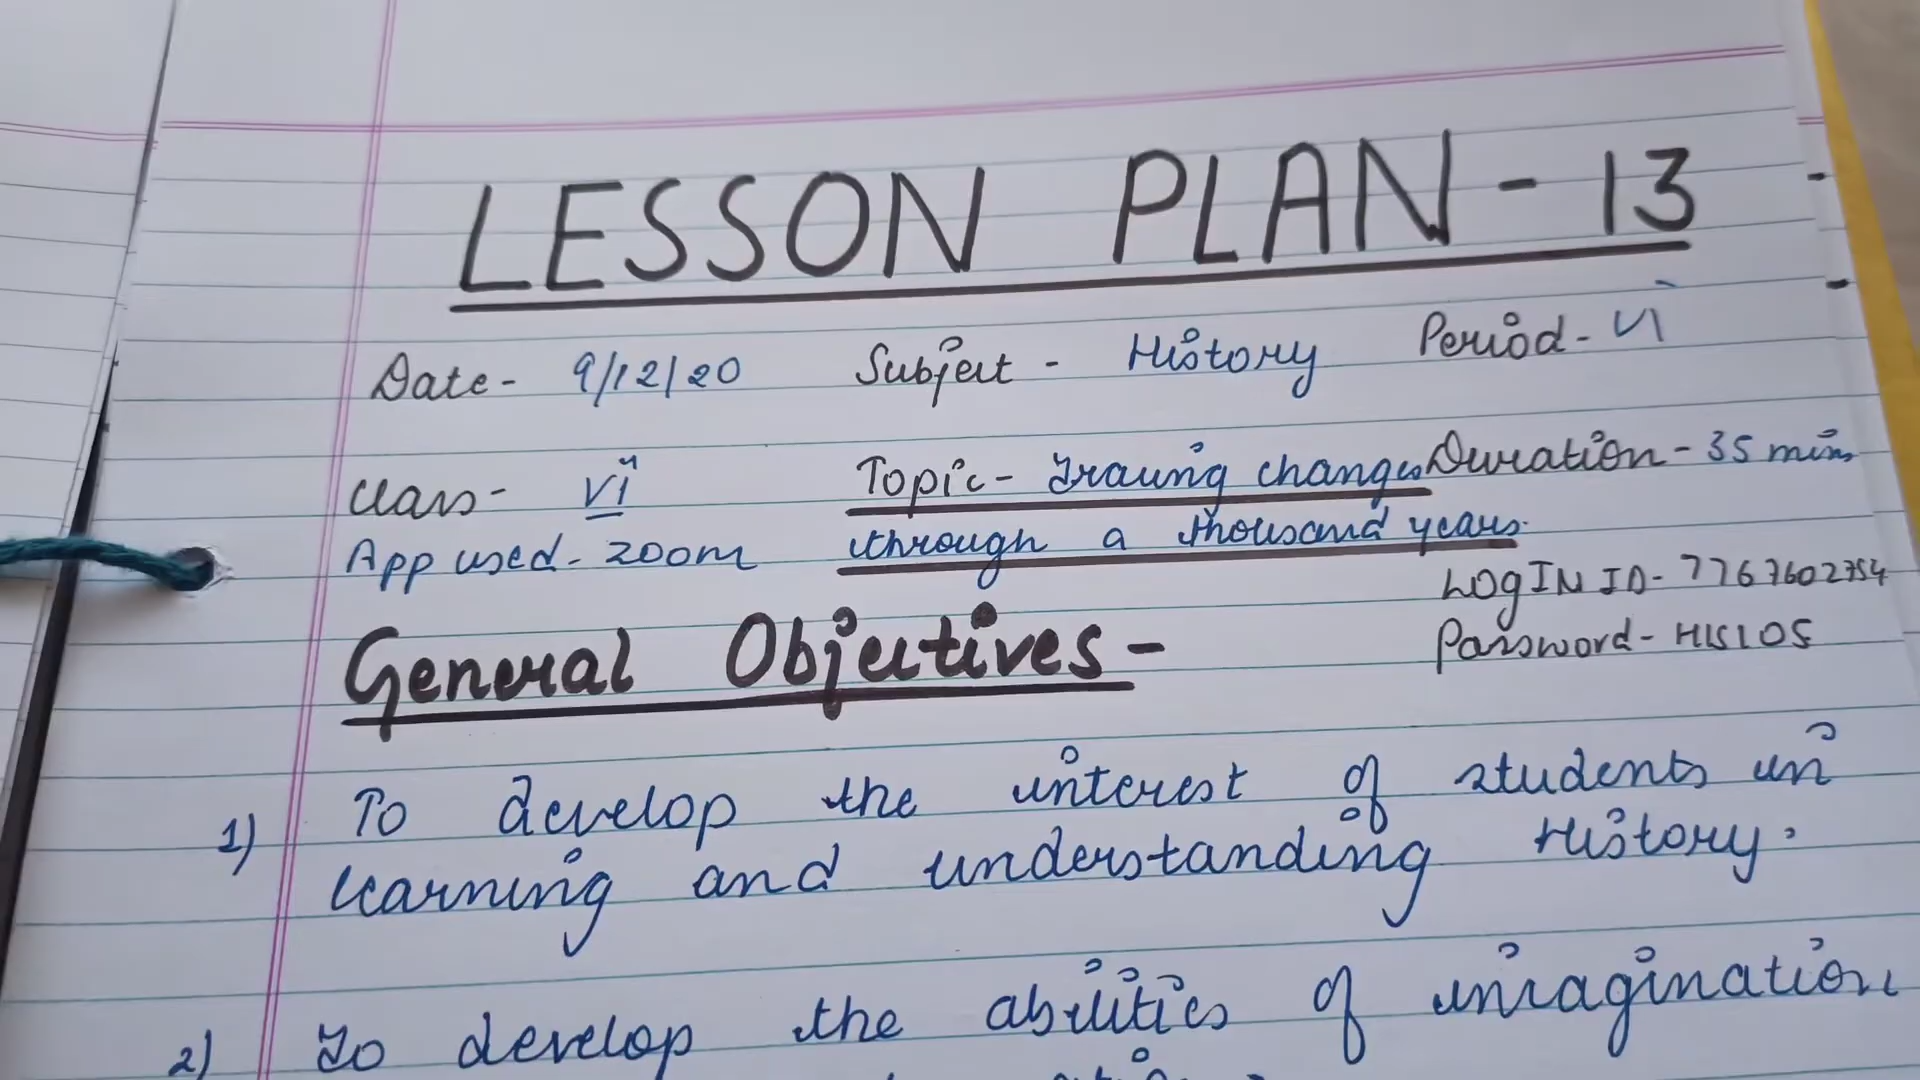 LESSON PLAN - 13
Date - 9/12/20 Subject - History Period - VI
Class - VII Topic - Tracing changes Duration - 35 mins
App used - zoom through a thousand years.
LOGIN ID - 7767602754
Password - HIS105
General Objectives -
1) To develop the interest of students in
learning and understanding History.
2) To develop the abilities of imagination